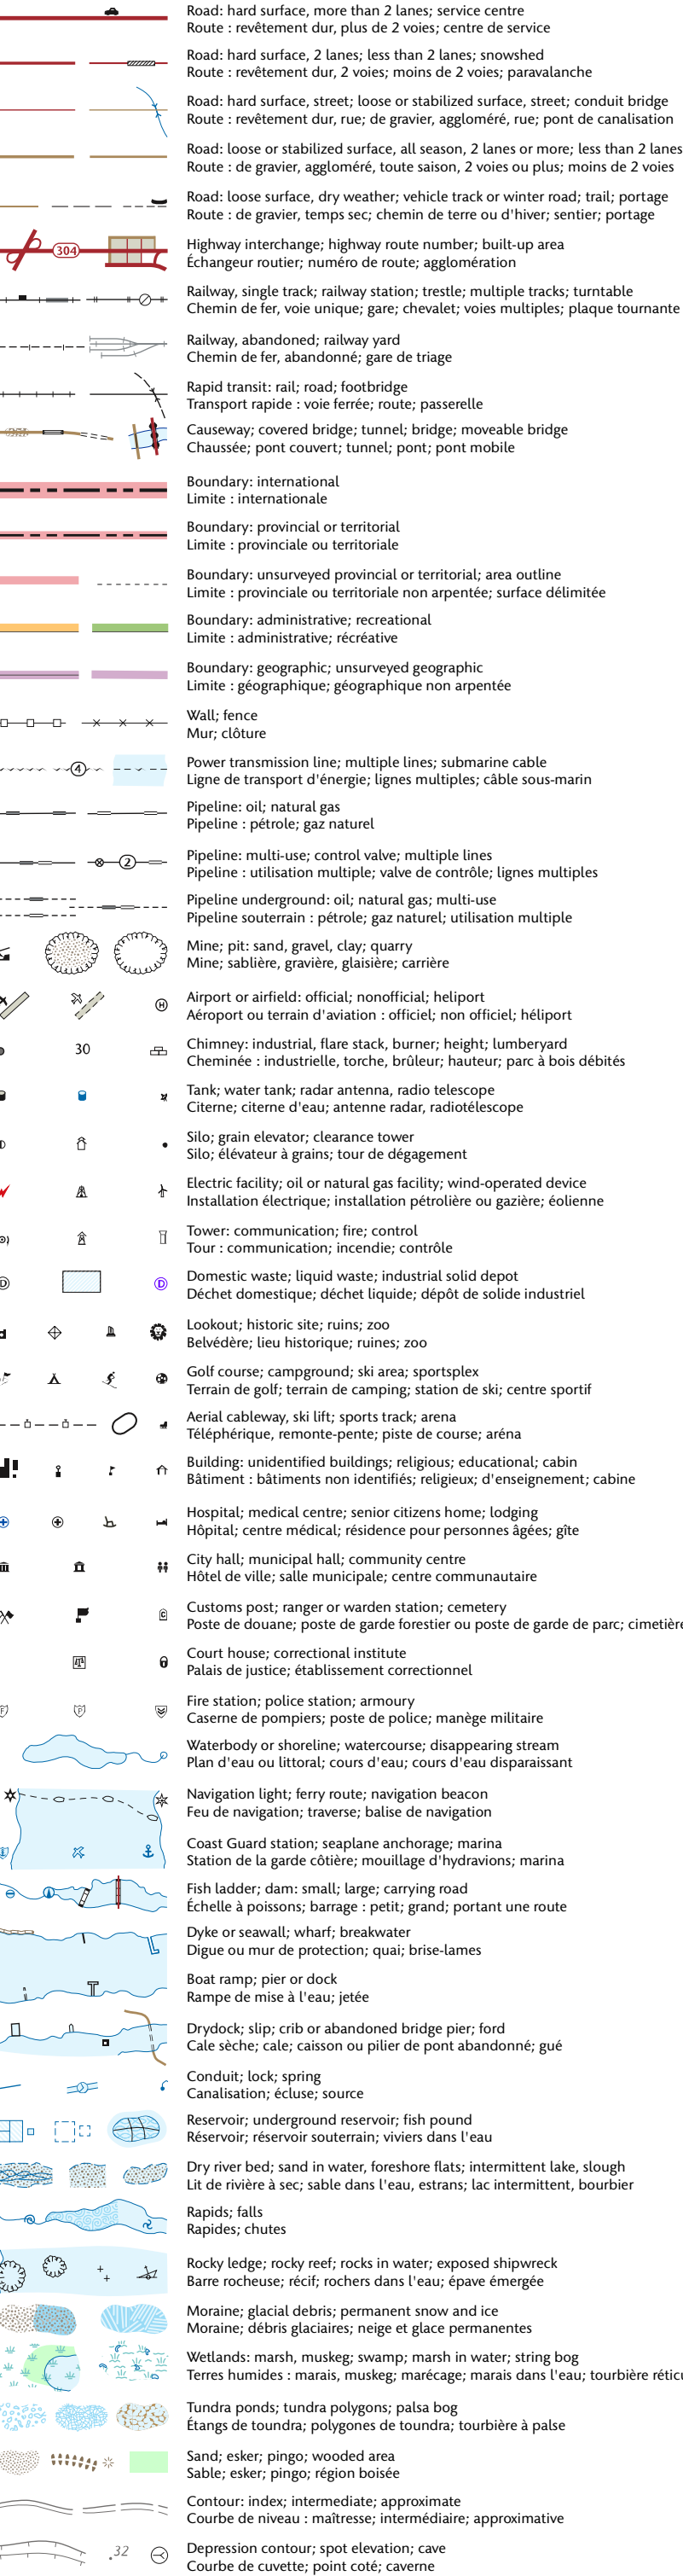 Road: hard surface, more than 2 lanes; service centre
Route : revêtement dur, plus de 2 voies; centre de service
Road: hard surface, 2 lanes; less than 2 lanes; snowshed
Route : revêtement dur, 2 voies; moins de 2 voies; paravalanche
Road: hard surface, street; loose or stabilized surface, street; conduit bridge
Route : revêtement dur, rue; de gravier, aggloméré, rue; pont de canalisation
Road: loose or stabilized surface, all season, 2 lanes or more; less than 2 lanes
Route : de gravier, aggloméré, toute saison, 2 voies ou plus; moins de 2 voies
Road: loose surface, dry weather; vehicle track or winter road; trail; portage
Route : de gravier, temps sec; chemin de terre ou d'hiver; sentier; portage
304
Highway interchange; highway route number; built-up area
Échangeur routier; numéro de route; agglomération
Railway, single track; railway station; trestle; multiple tracks; turntable
Chemin de fer, voie unique; gare; chevalet; voies multiples; plaque tournante
Railway, abandoned; railway yard
Chemin de fer, abandonné; gare de triage
Rapid transit: rail; road; footbridge
Transport rapide : voie ferrée; route; passerelle
Causeway; covered bridge; tunnel; bridge; moveable bridge
Chaussée; pont couvert; tunnel; pont; pont mobile
Boundary: international
Limite : internationale
Boundary: provincial or territorial
Limite : provinciale ou territoriale
Boundary: unsurveyed provincial or territorial; area outline
Limite : provinciale ou territoriale non arpentée; surface délimitée
Boundary: administrative; recreational
Limite : administrative; récréative
Boundary: geographic; unsurveyed geographic
Limite : géographique; géographique non arpentée
Wall; fence
Mur; clôture
4
Power transmission line; multiple lines; submarine cable
Ligne de transport d'énergie; lignes multiples; câble sous-marin
Pipeline: oil; natural gas
Pipeline : pétrole; gaz naturel
2
Pipeline: multi-use; control valve; multiple lines
Pipeline : utilisation multiple; valve de contrôle; lignes multiples
Pipeline underground: oil; natural gas; multi-use
Pipeline souterrain : pétrole; gaz naturel; utilisation multiple
Mine; pit: sand, gravel, clay; quarry
Mine; sablière, gravière, glaisière; carrière
H
Airport or airfield: official; nonofficial; heliport
Aéroport ou terrain d'aviation : officiel; non officiel; héliport
30
Chimney: industrial, flare stack, burner; height; lumberyard
Cheminée : industrielle, torche, brûleur; hauteur; parc à bois débités
Tank; water tank; radar antenna, radio telescope
Citerne; citerne d'eau; antenne radar, radiotélescope
Silo; grain elevator; clearance tower
Silo; élévateur à grains; tour de dégagement
Electric facility; oil or natural gas facility; wind-operated device
Installation électrique; installation pétrolière ou gazière; éolienne
Tower: communication; fire; control
Tour : communication; incendie; contrôle
D D
Domestic waste; liquid waste; industrial solid depot
Déchet domestique; déchet liquide; dépôt de solide industriel
Lookout; historic site; ruins; zoo
Belvédère; lieu historique; ruines; zoo
Golf course; campground; ski area; sportsplex
Terrain de golf; terrain de camping; station de ski; centre sportif
Aerial cableway, ski lift; sports track; arena
Téléphérique, remonte-pente; piste de course; aréna
Building: unidentified buildings; religious; educational; cabin
Bâtiment : bâtiments non identifiés; religieux; d'enseignement; cabine
Hospital; medical centre; senior citizens home; lodging
Hôpital; centre médical; résidence pour personnes âgées; gîte
City hall; municipal hall; community centre
Hôtel de ville; salle municipale; centre communautaire
C
Customs post; ranger or warden station; cemetery
Poste de douane; poste de garde forestier ou poste de garde de parc; cimetière
Court house; correctional institute
Palais de justice; établissement correctionnel
F P
Fire station; police station; armoury
Caserne de pompiers; poste de police; manège militaire
Waterbody or shoreline; watercourse; disappearing stream
Plan d'eau ou littoral; cours d'eau; cours d'eau disparaissant
Navigation light; ferry route; navigation beacon
Feu de navigation; traverse; balise de navigation
Coast Guard station; seaplane anchorage; marina
Station de la garde côtière; mouillage d'hydravions; marina
Fish ladder; dam: small; large; carrying road
Échelle à poissons; barrage : petit; grand; portant une route
Dyke or seawall; wharf; breakwater
Digue ou mur de protection; quai; brise-lames
Boat ramp; pier or dock
Rampe de mise à l'eau; jetée
Drydock; slip; crib or abandoned bridge pier; ford
Cale sèche; cale; caisson ou pilier de pont abandonné; gué
Conduit; lock; spring
Canalisation; écluse; source
Reservoir; underground reservoir; fish pound
Réservoir; réservoir souterrain; viviers dans l'eau
Dry river bed; sand in water, foreshore flats; intermittent lake, slough
Lit de rivière à sec; sable dans l'eau, estrans; lac intermittent, bourbier
Rapids; falls
Rapides; chutes
Rocky ledge; rocky reef; rocks in water; exposed shipwreck
Barre rocheuse; récif; rochers dans l'eau; épave émergée
Moraine; glacial debris; permanent snow and ice
Moraine; débris glaciaires; neige et glace permanentes
Wetlands: marsh, muskeg; swamp; marsh in water; string bog
Terres humides : marais, muskeg; marécage; marais dans l'eau; tourbière
Tundra ponds; tundra polygons; palsa bog
Étangs de toundra; polygones de toundra; tourbière à palse
Sand; esker; pingo; wooded area
Sable; esker; pingo; région boisée
Contour: index; intermediate; approximate
Courbe de niveau : maîtresse; intermédiaire; approximative
.32
Depression contour; spot elevation; cave
Courbe de cuvette; point coté; caverne